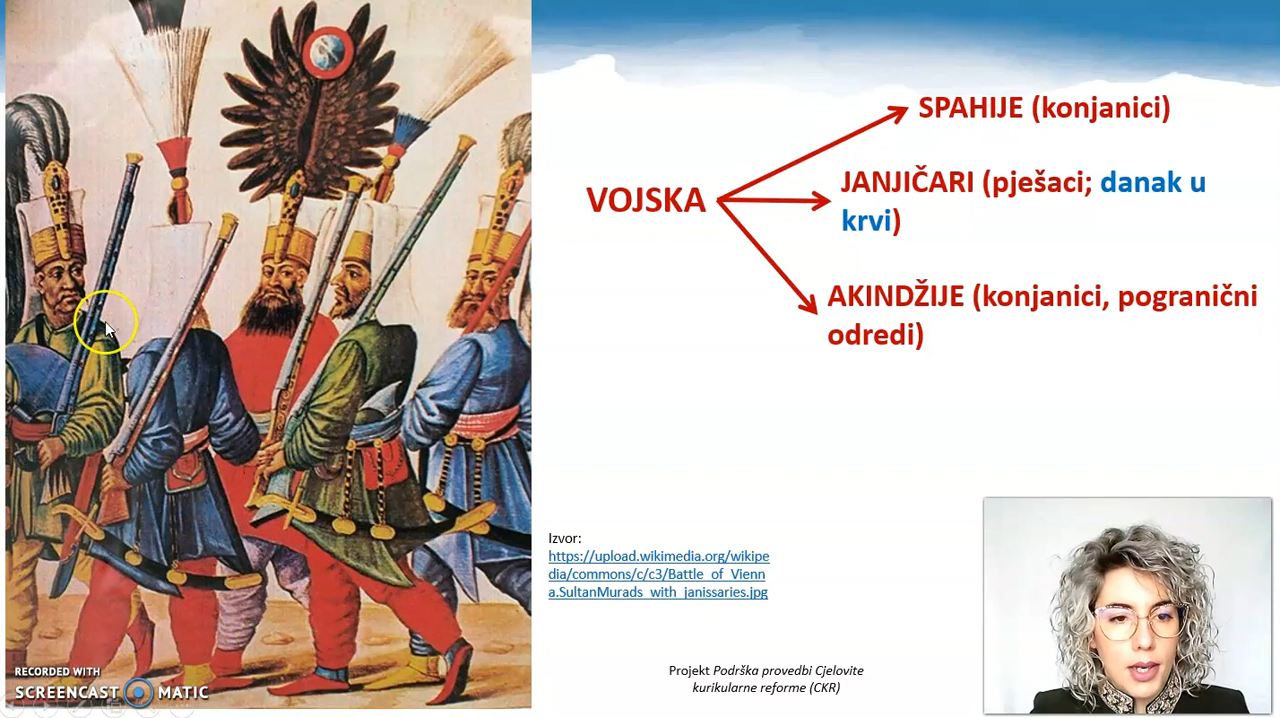 SPAHIJE (konjanici)
VOJSKA
JANJIČARI (pješaci; danak u
krvi)
AKINDŽIJE (konjanici, pogranični
odredi)
Izvor:
https://upload.wikimedia.org/wikipe
dia/commons/c/c3/Battle_of_Vienn
a.SultanMurads_with_janissaries.jpg
Projekt Podrška provedbi Cjelovite
kurikularne reforme (CKR)
RECORDED WITH
SCREENCAST MATIC